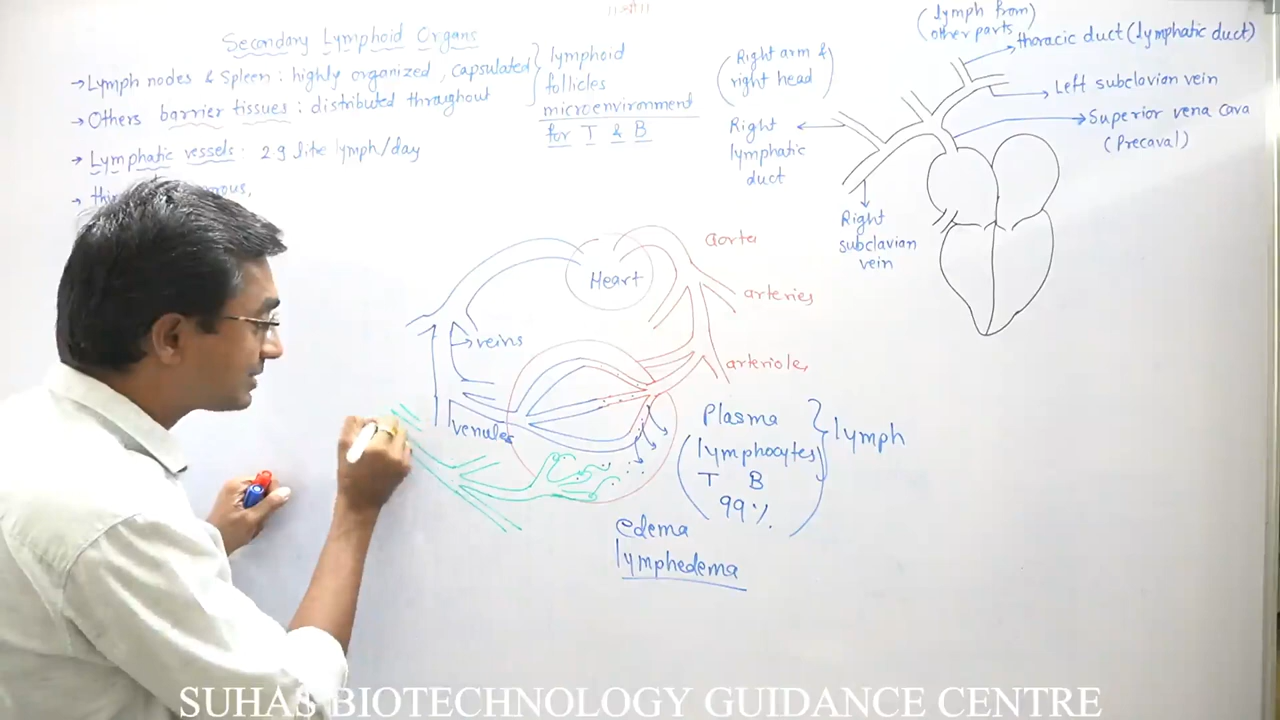 ॥श्री॥
Secondary Lymphoid Organs
→Lymph nodes & Spleen : highly organized, capsulated
→ Others barrier tissues : distributed throughout
lymphoid
follicles
microenvironment
for T & B
→ Lymphatic vessels : 2.9 lite lymph/day
(lymph from
other parts)
thoracic duct (lymphatic duct)
Left subclavian vein
Superior vena cava
(Precaval)
(Right arm &
right head)
Right
lymphatic
duct
Right
subclavian
vein
Heart
aorta
arteries
arterioles
veins
venules
Plasma
lymphocytes
T B
99%
lymph
edema
lymphedema
SUHAS BIOTECHNOLOGY GUIDANCE CENTRE